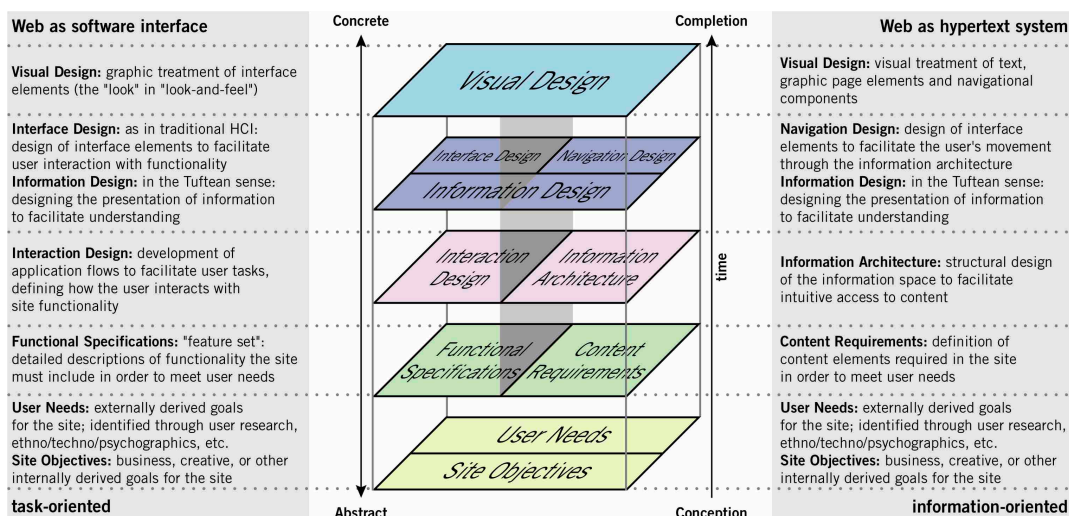 Web as software interface
Visual Design: graphic treatment of interface
elements (the "look" in "look-and-feel")
Interface Design: as in traditional HCI:
design of interface elements to facilitate
user interaction with functionality
Information Design: in the Tuftean sense:
designing the presentation of information
to facilitate understanding
Interaction Design: development of
application flows to facilitate user tasks,
defining how the user interacts with
site functionality
Functional Specifications: "feature set":
detailed descriptions of functionality the site
must include in order to meet user needs
User Needs: externally derived goals
for the site; identified through user research,
ethno/techno/psychographics, etc.
Site Objectives: business, creative, or other
internally derived goals for the site
task-oriented
Concrete
Completion
Visual Design
Interface Design
Navigation Design
Information Design
Interaction
Design
Information
Architecture
Functional
Specifications
Content
Requirements
User Needs
Site Objectives
time
Abstract
Conception
Web as hypertext system
Visual Design: visual treatment of text,
graphic page elements and navigational
components
Navigation Design: design of interface
elements to facilitate the user's movement
through the information architecture
Information Design: in the Tuftean sense:
designing the presentation of information
to facilitate understanding
Information Architecture: structural design
of the information space to facilitate
intuitive access to content
Content Requirements: definition of
content elements required in the site
in order to meet user needs
User Needs: externally derived goals
for the site; identified through user research,
ethno/techno/psychographics, etc.
Site Objectives: business, creative, or other
internally derived goals for the site
information-oriented